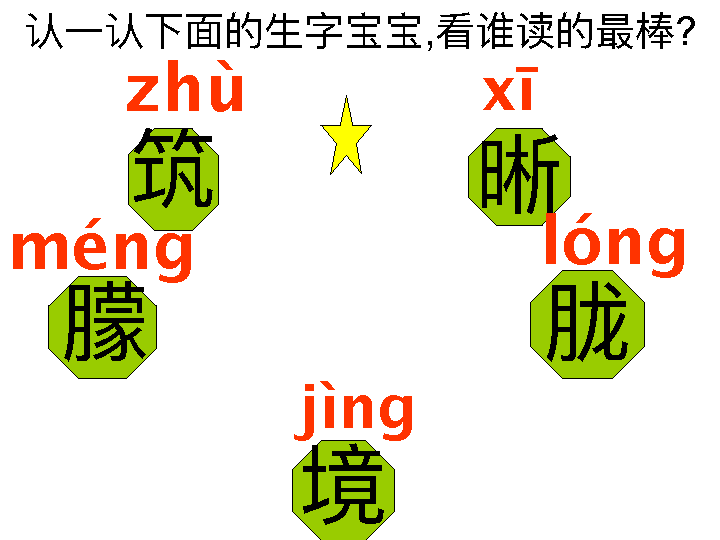 认一认下面的生字宝宝,看谁读的最棒?
zhù
筑
xī
晰
méng
朦
lóng
胧
jìng
境